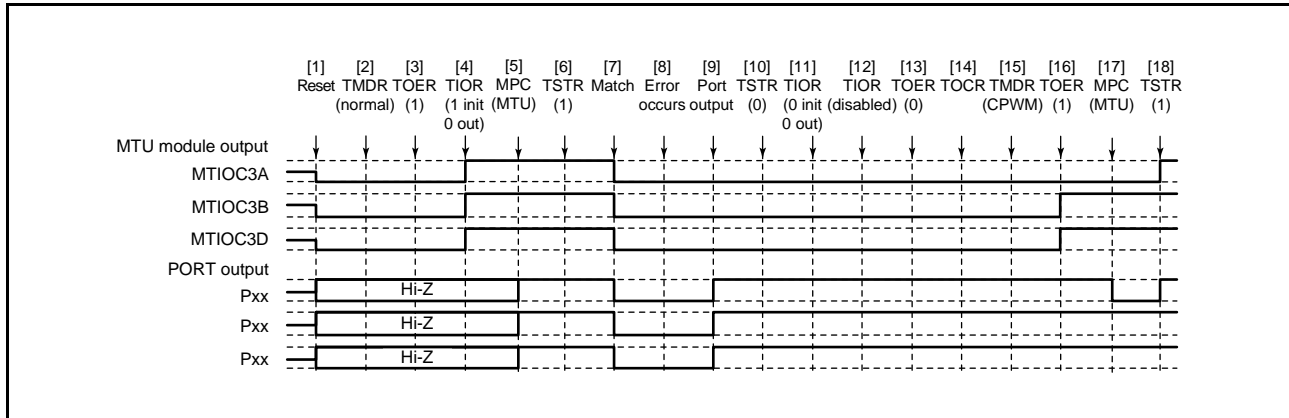 [1] [2] [3] [4] [5] [6] [7] [8] [9] [10] [11] [12] [13] [14] [15] [16] [17] [18]
Reset TMDR TOER TIOR MPC TSTR Match Error Port TSTR TIOR TIOR TOER TOCR TMDR TOER MPC TSTR
(normal) (1) (1 init (MTU) (1) occurs output (0) (0 init (disabled) (0) (CPWM) (1) (MTU) (1)
0 out) 0 out)
MTU module output
MTIOC3A
MTIOC3B
MTIOC3D
PORT output
Pxx Hi-Z
Pxx Hi-Z
Pxx Hi-Z